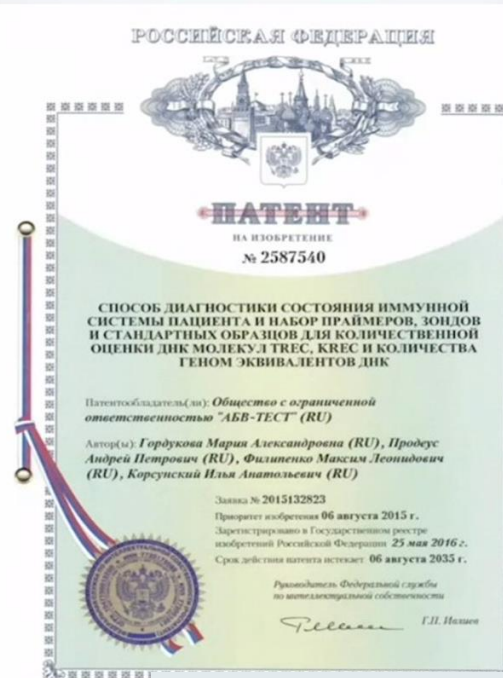 РОССИЙСКАЯ ФЕДЕРАЦИЯ
ПАТЕНТ
НА ИЗОБРЕТЕНИЕ
№ 2587540
СПОСОБ ДИАГНОСТИКИ СОСТОЯНИЯ ИММУННОЙ
СИСТЕМЫ ПАЦИЕНТА И НАБОР ПРАЙМЕРОВ, ЗОНДОВ
И СТАНДАРТНЫХ ОБРАЗЦОВ ДЛЯ КОЛИЧЕСТВЕННОЙ
ОЦЕНКИ ДНК МОЛЕКУЛ TREC, KREC И КОЛИЧЕСТВА
ГЕНОМ ЭКВИВАЛЕНТОВ ДНК
Патентообладатель(ли): Общество с ограниченной
ответственностью "АБВ-ТЕСТ" (RU)
Автор(ы): Гордукова Мария Александровна (RU), Продеус
Андрей Петрович (RU), Филипенко Максим Леонидович
(RU), Корсунский Илья Анатольевич (RU)
Заявка № 2015132823
Приоритет изобретения 06 августа 2015 г.
Зарегистрировано в Государственном реестре
изобретений Российской Федерации 25 мая 2016 г.
Срок действия патента истекает 06 августа 2035 г.
Руководитель Федеральной службы
по интеллектуальной собственности
Г.П. Ивлиев